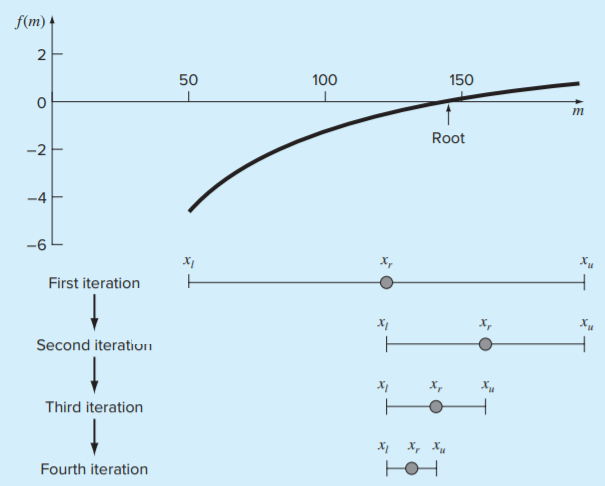 f(m)
2
50 100 150
0
m
Root
−2
−4
−6
x_l x_r x_u
First iteration
x_l x_r x_u
Second iteration
x_l x_r x_u
Third iteration
x_l x_r x_u
Fourth iteration